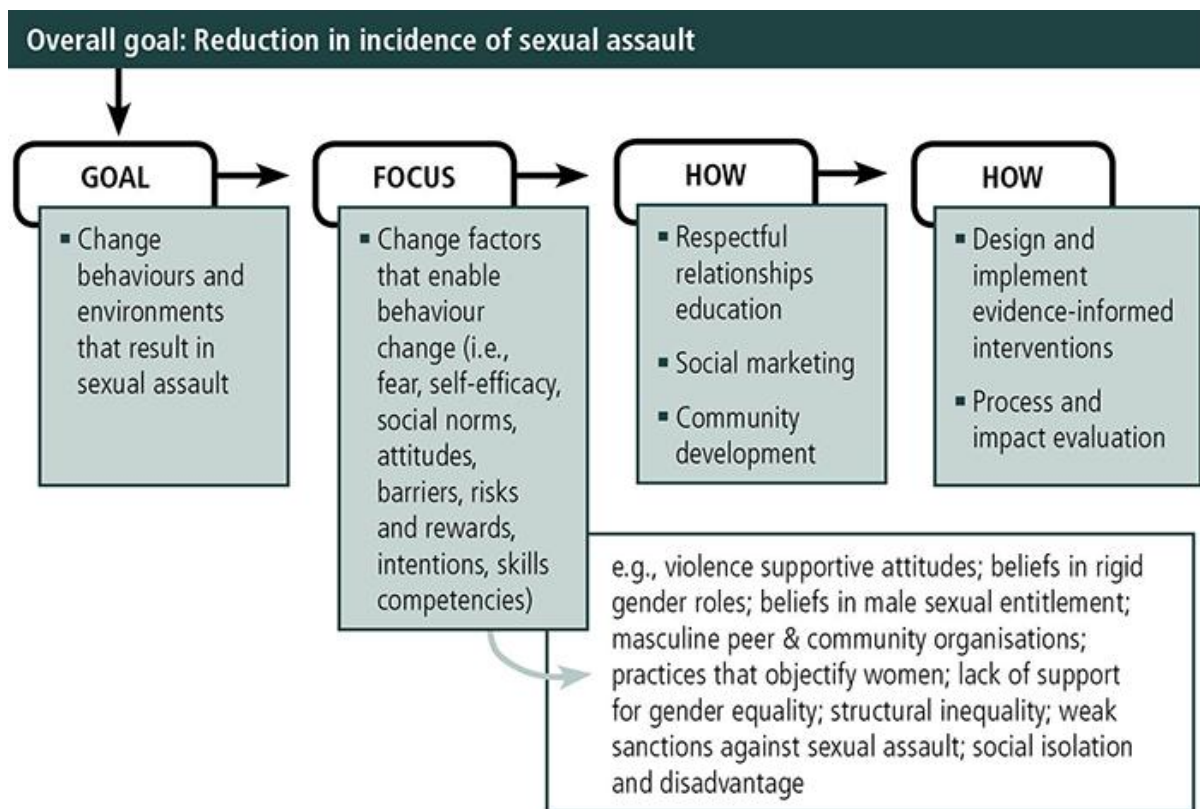 Overall goal: Reduction in incidence of sexual assault
GOAL
▪ Change
behaviours and
environments
that result in
sexual assault
FOCUS
▪ Change factors
that enable
behaviour
change (i.e.,
fear, self-efficacy,
social norms,
attitudes,
barriers, risks
and rewards,
intentions, skills
competencies)
HOW
▪ Respectful
relationships
education
▪ Social marketing
▪ Community
development
HOW
▪ Design and
implement
evidence-informed
interventions
▪ Process and
impact evaluation
e.g., violence supportive attitudes; beliefs in rigid
gender roles; beliefs in male sexual entitlement;
masculine peer & community organisations;
practices that objectify women; lack of support
for gender equality; structural inequality; weak
sanctions against sexual assault; social isolation
and disadvantage